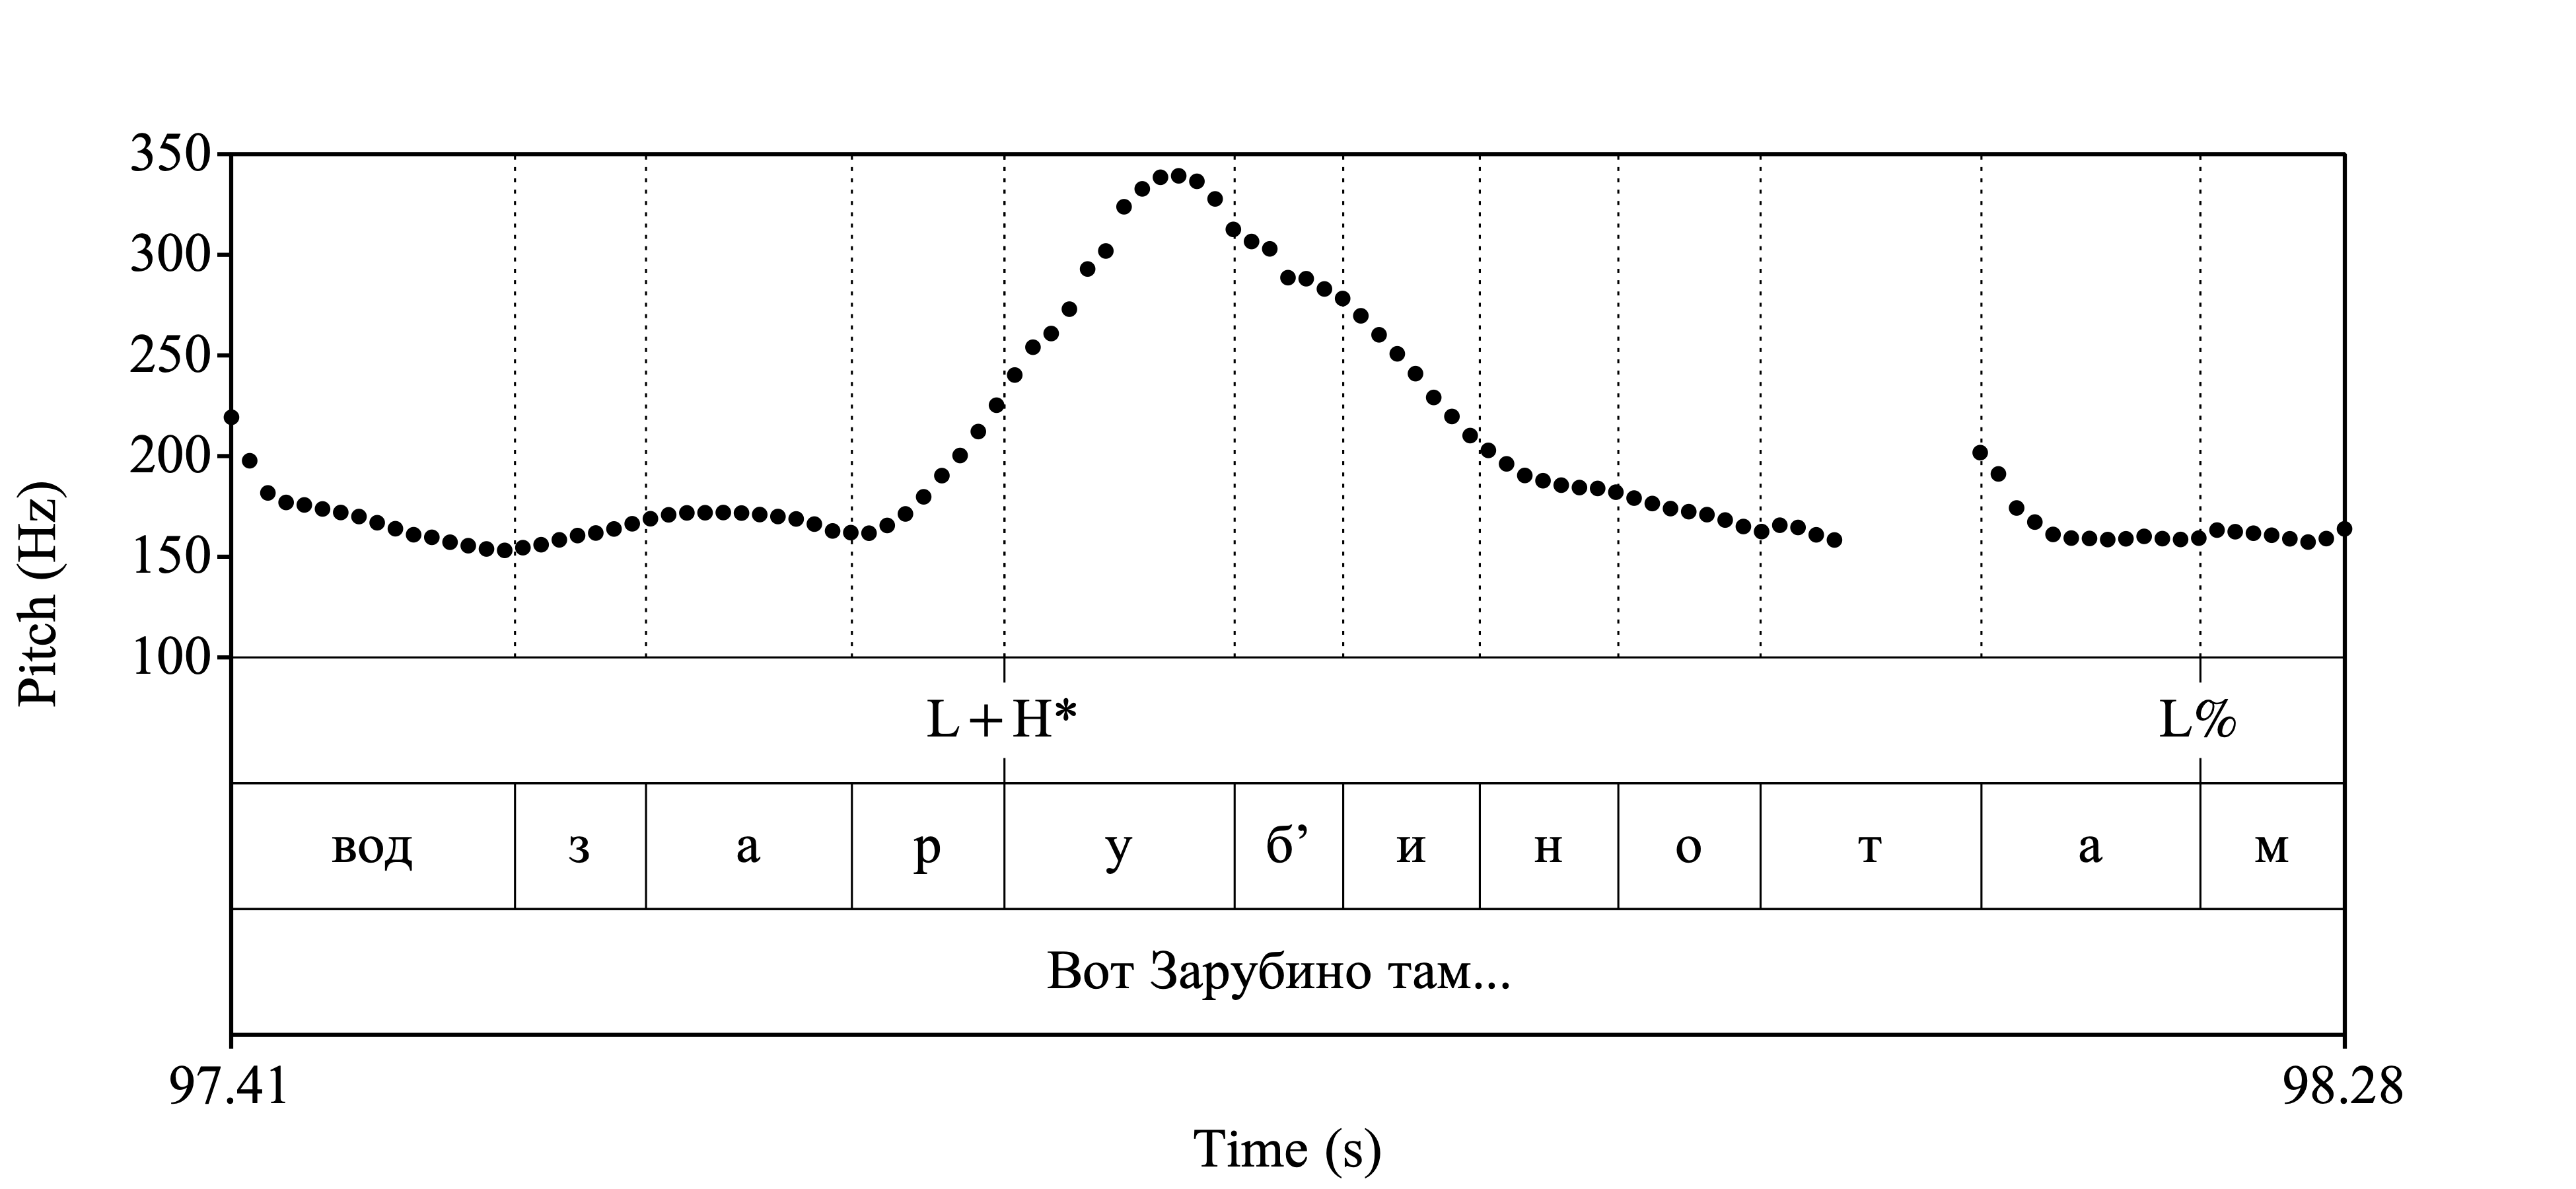 350
300
250
200
150
100
Pitch (Hz)
L+H* L%
вод з а р у б’ и н о т а м
Вот Зарубино там...
97.41 98.28
Time (s)